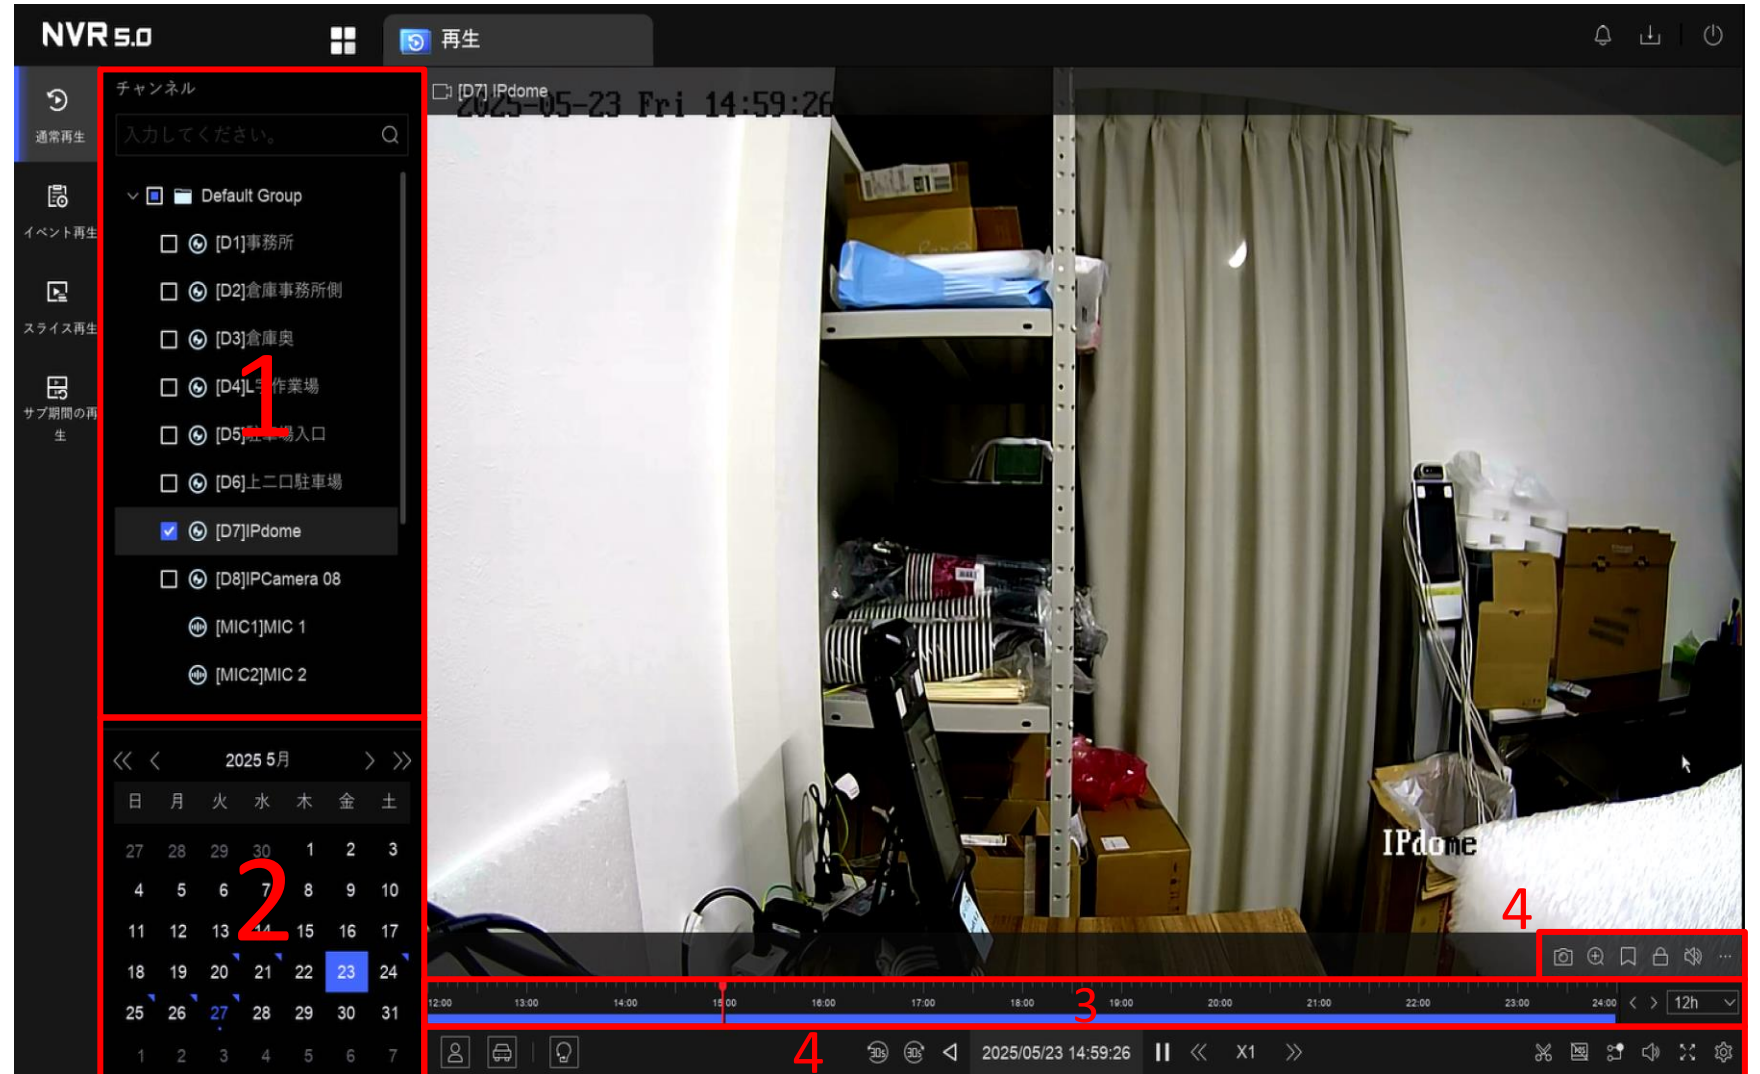 NVR 5.0
再生
通常再生
イベント再生
スライス再生
サブ期間の再
生
チャンネル
入力してください。
Default Group
[D1]事務所
[D2]倉庫事務所側
[D3]倉庫奥
[D4]L字作業場
[D5]駐車場入口
[D6]上二口駐車場
[D7]IPdome
[D8]IPCamera 08
[MIC1]MIC 1
[MIC2]MIC 2
1
2025 5月
日 月 火 水 木 金 土
27 28 29 30 1 2 3
4 5 6 7 8 9 10
11 12 13 14 15 16 17
18 19 20 21 22 23 24
25 26 27 28 29 30 31
1 2 3 4 5 6 7
2
[D7] IPdome
2025-05-23 Fri 14:59:26
IPdome
4
12:00 13:00 14:00 15:00 16:00 17:00 18:00 19:00 20:00 21:00 22:00 23:00 24:00
12h
3
30s 30s 2025/05/23 14:59:26 X1
4